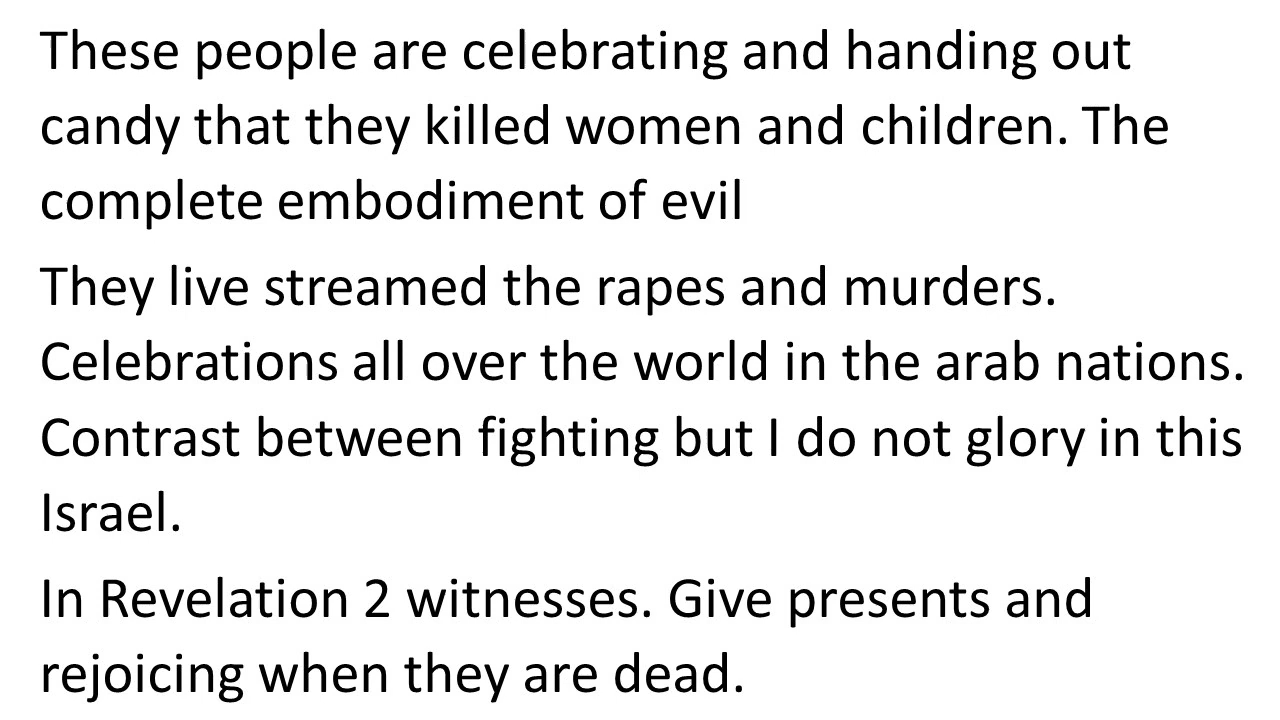 These people are celebrating and handing out
candy that they killed women and children. The
complete embodiment of evil
They live streamed the rapes and murders.
Celebrations all over the world in the arab nations.
Contrast between fighting but I do not glory in this
Israel.
In Revelation 2 witnesses. Give presents and
rejoicing when they are dead.